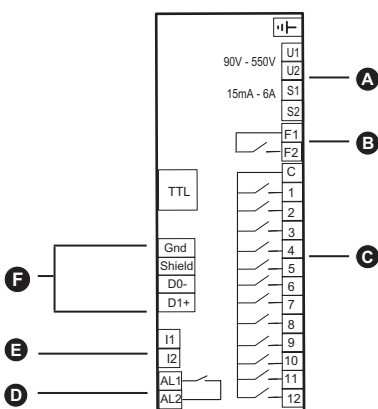 90V - 550V
15mA - 6A
U1
U2
S1
S2
A
F1
F2
B
C
1
2
3
4
5
6
7
8
9
10
11
12
C
TTL
Gnd
Shield
D0-
D1+
F
I1
I2
E
AL1
AL2
D